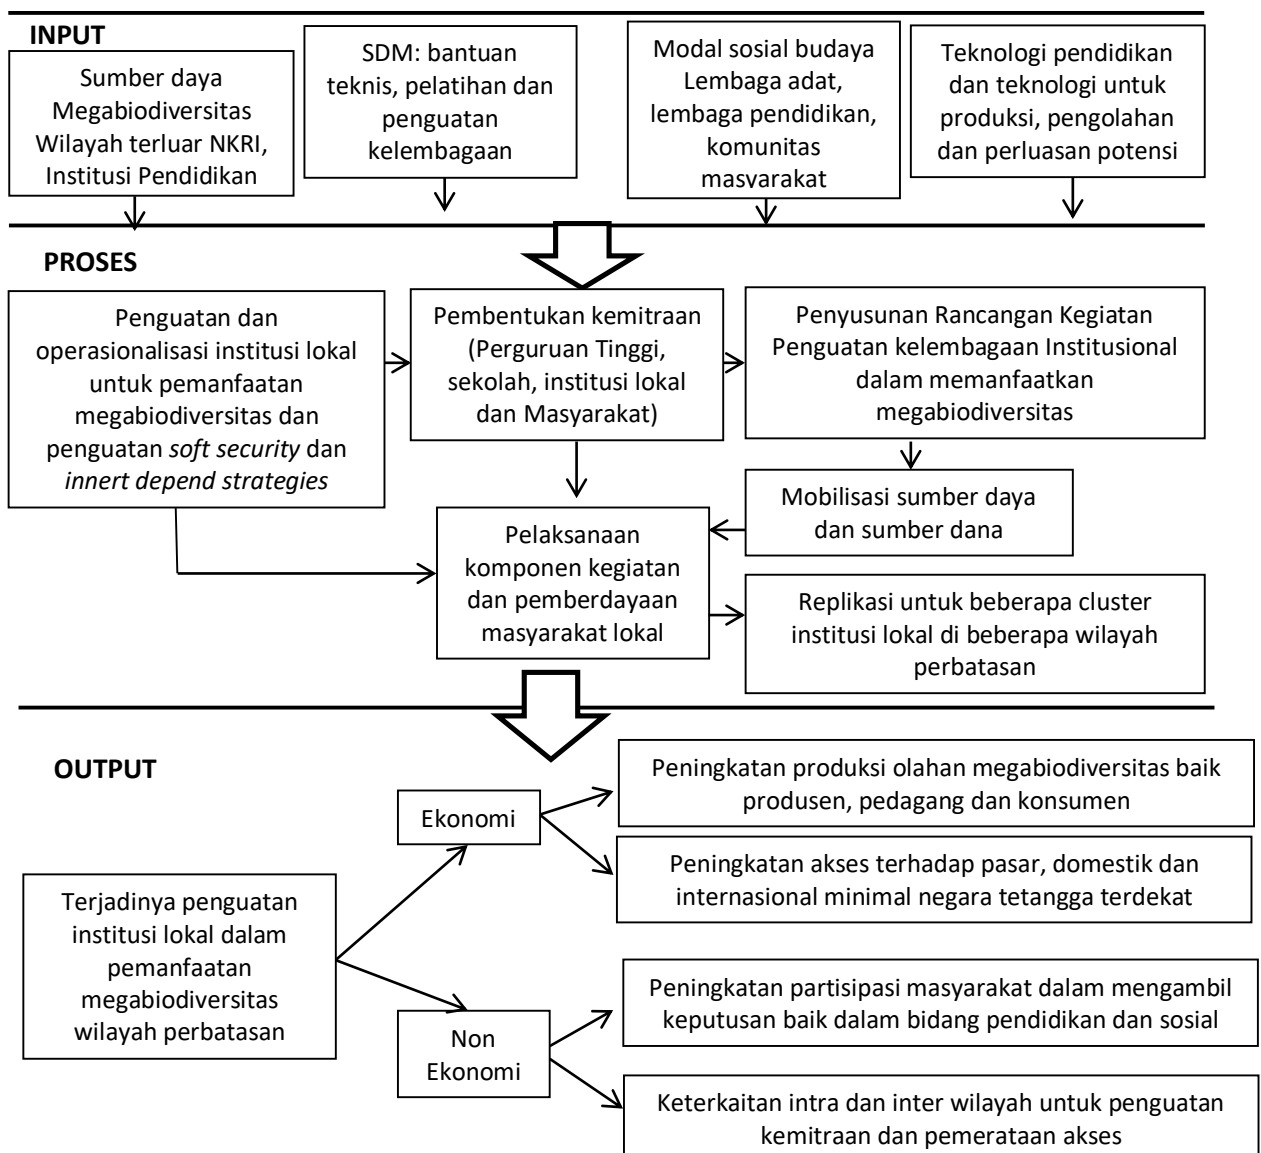 INPUT
Sumber daya
Megabiodiversitas
Wilayah terluar NKRI,
Institusi Pendidikan
SDM: bantuan
teknis, pelatihan dan
penguatan
kelembagaan
Modal sosial budaya
Lembaga adat,
lembaga pendidikan,
komunitas
masyarakat
Teknologi pendidikan
dan teknologi untuk
produksi, pengolahan
dan perluasan potensi
PROSES
Penguatan dan
operasionalisasi institusi lokal
untuk pemanfaatan
megabiodiversitas dan
penguatan soft security dan
innert depend strategies
Pembentukan kemitraan
(Perguruan Tinggi,
sekolah, institusi lokal
dan Masyarakat)
Penyusunan Rancangan Kegiatan
Penguatan kelembagaan Institusional
dalam memanfaatkan
megabiodiversitas
Mobilisasi sumber daya
dan sumber dana
Pelaksanaan
komponen kegiatan
dan pemberdayaan
masyarakat lokal
Replikasi untuk beberapa cluster
institusi lokal di beberapa wilayah
perbatasan
OUTPUT
Terjadinya penguatan
institusi lokal dalam
pemanfaatan
megabiodiversitas
wilayah perbatasan
Ekonomi
Peningkatan produksi olahan megabiodiversitas baik
produsen, pedagang dan konsumen
Peningkatan akses terhadap pasar, domestik dan
internasional minimal negara tetangga terdekat
Non
Ekonomi
Peningkatan partisipasi masyarakat dalam mengambil
keputusan baik dalam bidang pendidikan dan sosial
Keterkaitan intra dan inter wilayah untuk penguatan
kemitraan dan pemerataan akses